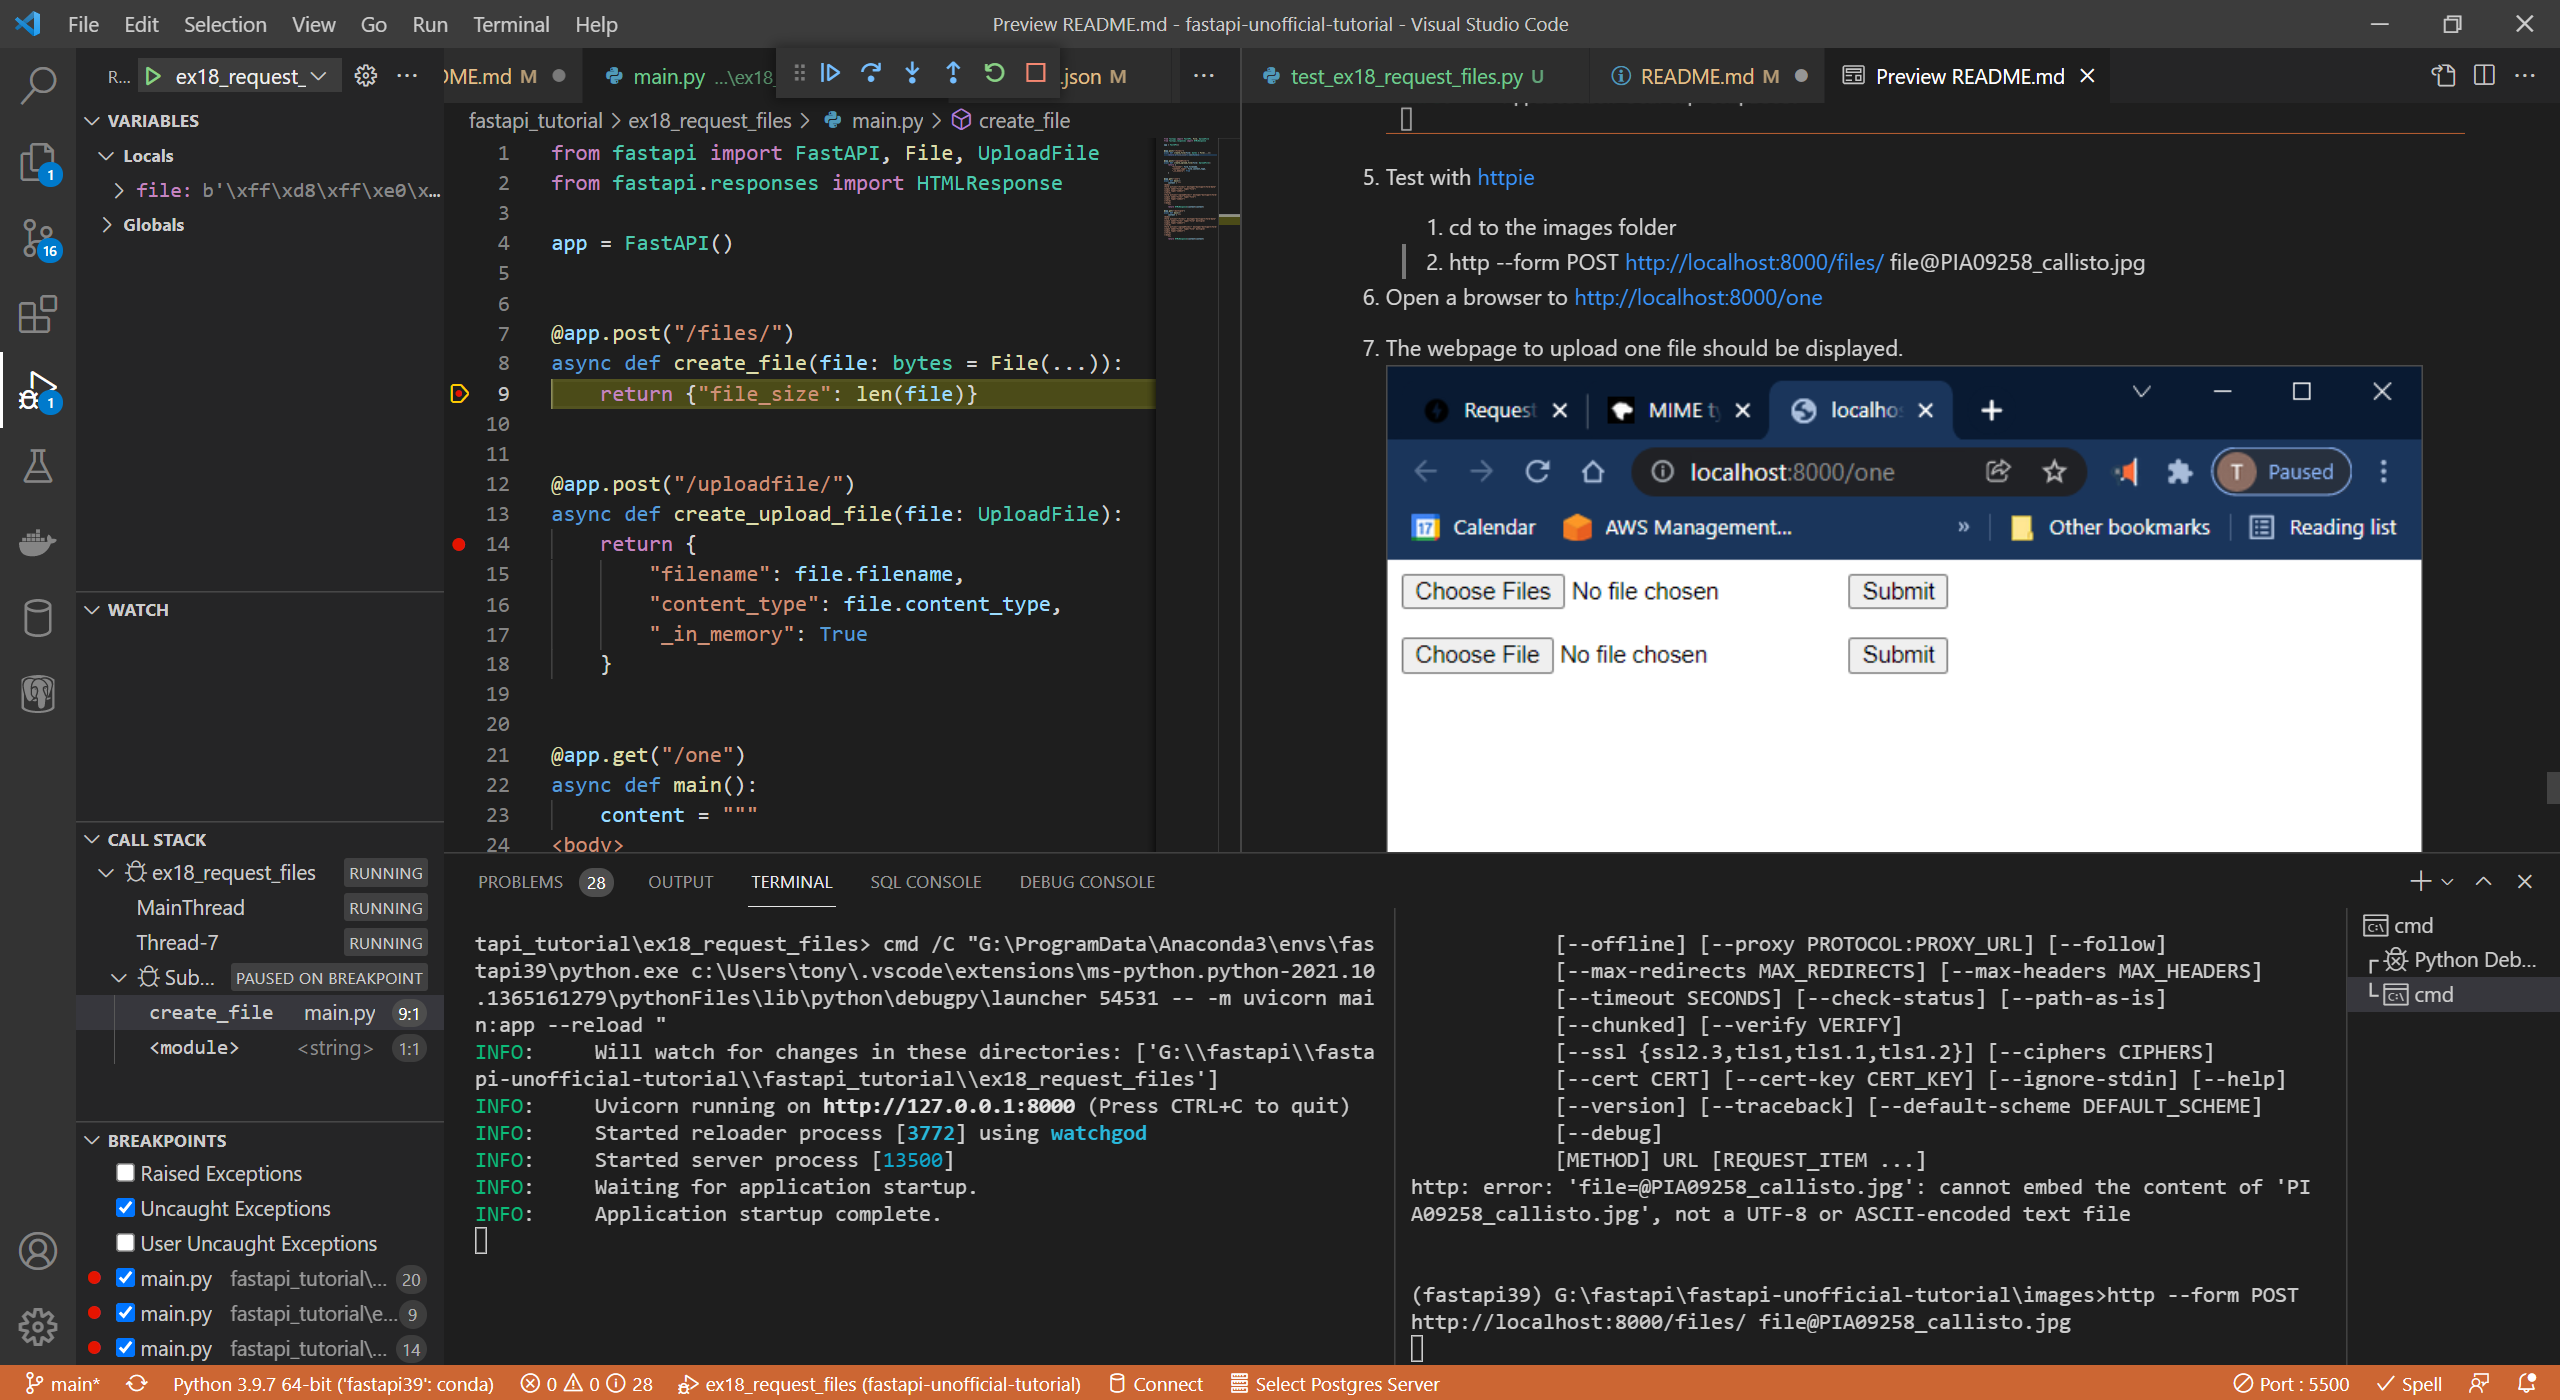 File Edit Selection View Go Run Terminal Help
Preview README.md - fastapi-unofficial-tutorial - Visual Studio Code
R... ex18_request_
VARIABLES
Locals
file: b'\xff\xd8\xff\xe0\x...
Globals
WATCH
CALL STACK
ex18_request_files RUNNING
MainThread RUNNING
Thread-7 RUNNING
Sub... PAUSED ON BREAKPOINT
create_file main.py 9:1
<module> <string> 1:1
BREAKPOINTS
Raised Exceptions
Uncaught Exceptions
User Uncaught Exceptions
main.py fastapi_tutorial\... 20
main.py fastapi_tutorial\e... 9
main.py fastapi_tutorial\... 14
1
16
1
ME.md M main.py ...\ex18_ .json M
fastapi_tutorial > ex18_request_files > main.py > create_file
1 from fastapi import FastAPI, File, UploadFile
2 from fastapi.responses import HTMLResponse
3
4 app = FastAPI()
5
6
7 @app.post("/files/")
8 async def create_file(file: bytes = File(...)):
9 return {"file_size": len(file)}
10
11
12 @app.post("/uploadfile/")
13 async def create_upload_file(file: UploadFile):
14 return {
15 "filename": file.filename,
16 "content_type": file.content_type,
17 "_in_memory": True
18 }
19
20
21 @app.get("/one")
22 async def main():
23 content = """
24 <body>
test_ex18_request_files.py U README.md M Preview README.md
5. Test with httpie
1. cd to the images folder
2. http --form POST http://localhost:8000/files/ file@PIA09258_callisto.jpg
6. Open a browser to http://localhost:8000/one
7. The webpage to upload one file should be displayed.
Request MIME ty localho
localhost:8000/one T Paused
17 Calendar AWS Management... » Other bookmarks Reading list
Choose Files No file chosen Submit
Choose File No file chosen Submit
PROBLEMS 28 OUTPUT TERMINAL SQL CONSOLE DEBUG CONSOLE
tapi_tutorial\ex18_request_files> cmd /C "G:\ProgramData\Anaconda3\envs\fas
tapi39\python.exe c:\Users\tony\.vscode\extensions\ms-python.python-2021.10
.1365161279\pythonFiles\lib\python\debugpy\launcher 54531 -- -m uvicorn mai
n:app --reload "
INFO: Will watch for changes in these directories: ['G:\\fastapi\\fasta
pi-unofficial-tutorial\\fastapi_tutorial\\ex18_request_files']
INFO: Uvicorn running on http://127.0.0.1:8000 (Press CTRL+C to quit)
INFO: Started reloader process [3772] using watchgod
INFO: Started server process [13500]
INFO: Waiting for application startup.
INFO: Application startup complete.
[--offline] [--proxy PROTOCOL:PROXY_URL] [--follow]
[--max-redirects MAX_REDIRECTS] [--max-headers MAX_HEADERS]
[--timeout SECONDS] [--check-status] [--path-as-is]
[--chunked] [--verify VERIFY]
[--ssl {ssl2.3,tls1,tls1.1,tls1.2}] [--ciphers CIPHERS]
[--cert CERT] [--cert-key CERT_KEY] [--ignore-stdin] [--help]
[--version] [--traceback] [--default-scheme DEFAULT_SCHEME]
[--debug]
[METHOD] URL [REQUEST_ITEM ...]
http: error: 'file=@PIA09258_callisto.jpg': cannot embed the content of 'PI
A09258_callisto.jpg', not a UTF-8 or ASCII-encoded text file
(fastapi39) G:\fastapi\fastapi-unofficial-tutorial\images>http --form POST
http://localhost:8000/files/ file@PIA09258_callisto.jpg
cmd
Python Deb...
cmd
main* Python 3.9.7 64-bit ('fastapi39': conda) 0 0 28 ex18_request_files (fastapi-unofficial-tutorial) Connect Select Postgres Server Port : 5500 Spell